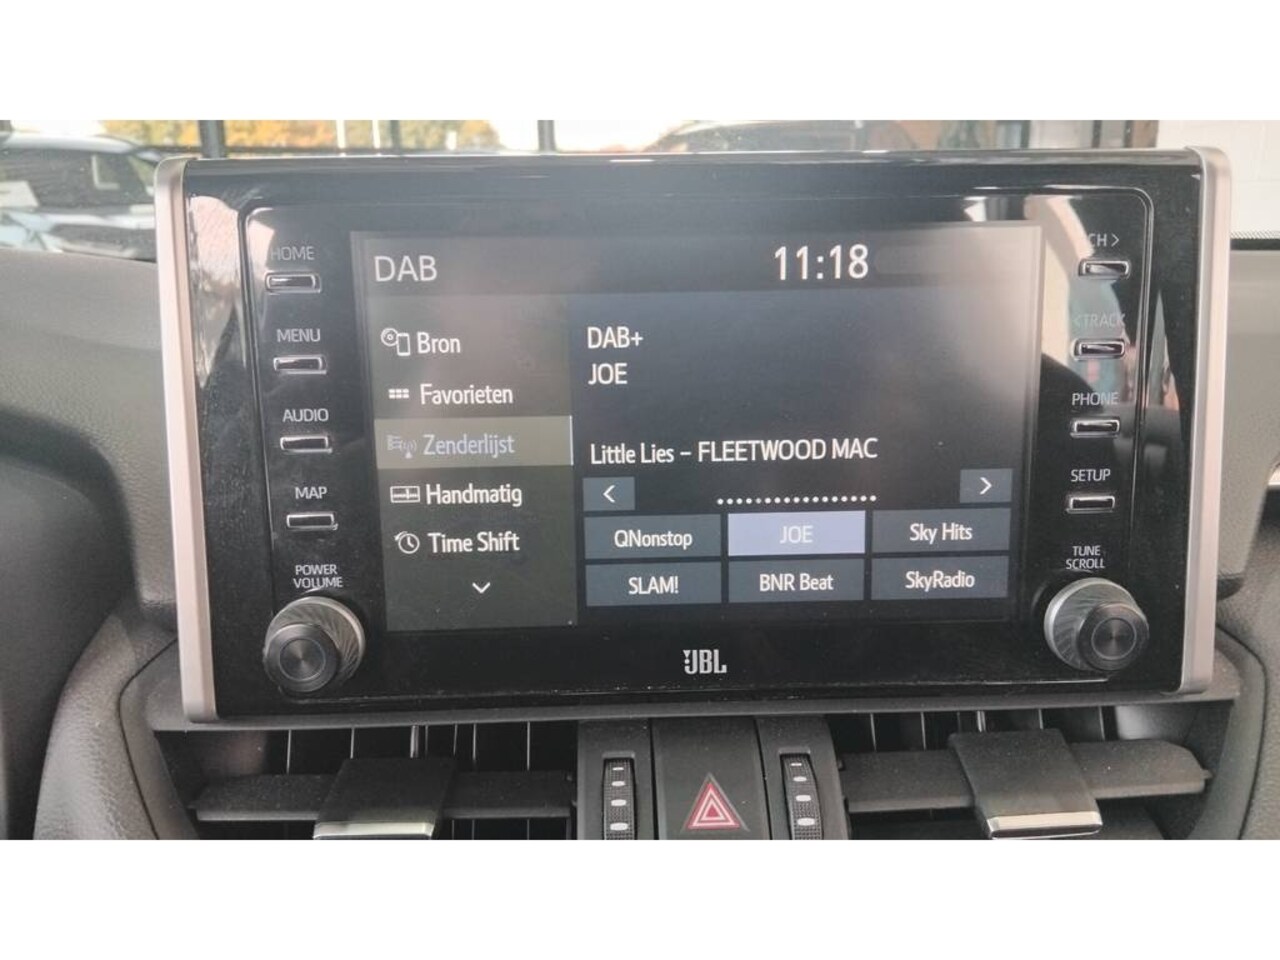 HOME
MENU
AUDIO
MAP
POWER
VOLUME
DAB
11:18
Bron
Favorieten
Zenderlijst
Handmatig
Time Shift
DAB+
JOE
Little Lies - FLEETWOOD MAC
<
>
QNonstop
JOE
Sky Hits
SLAM!
BNR Beat
SkyRadio
JBL
CH >
< TRACK
PHONE
SETUP
TUNE
SCROLL